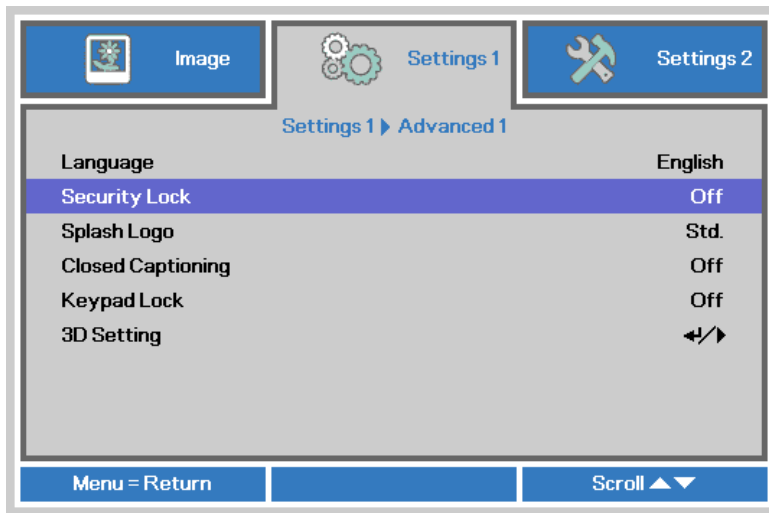 Image
Settings 1
Settings 2
Settings 1 ▶ Advanced 1
Language English
Security Lock Off
Splash Logo Std.
Closed Captioning Off
Keypad Lock Off
3D Setting ↵/▶
Menu = Return Scroll ▲▼